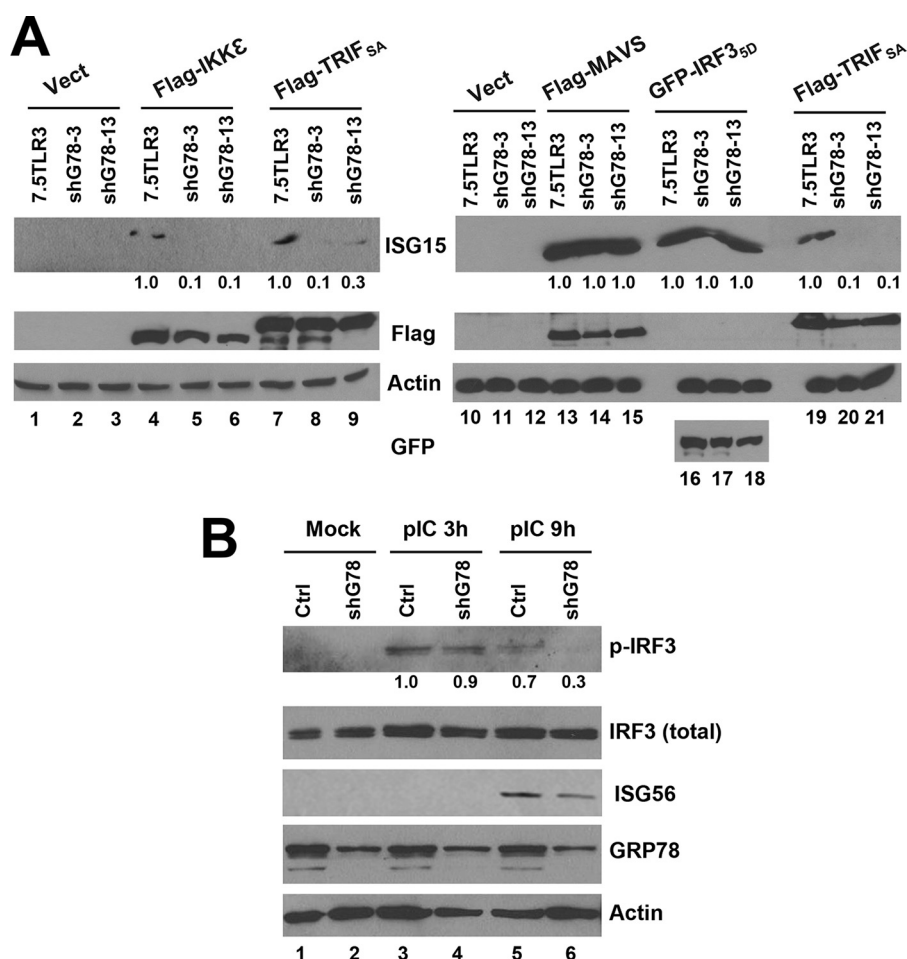 A
Vect Flag-IKKƐ Flag-TRIFSA Vect Flag-MAVS GFP-IRF35D Flag-TRIFSA
7.5TLR3 shG78-3 shG78-13 7.5TLR3 shG78-3 shG78-13 7.5TLR3 shG78-3 shG78-13 7.5TLR3 shG78-3 shG78-13 7.5TLR3 shG78-3 shG78-13 7.5TLR3 shG78-3 shG78-13 7.5TLR3 shG78-3 shG78-13
ISG15
1.0 0.1 0.1 1.0 0.1 0.3 1.0 1.0 1.0 1.0 1.0 1.0 1.0 0.1 0.1
Flag
Actin
1 2 3 4 5 6 7 8 9 10 11 12 13 14 15 19 20 21
GFP
16 17 18
B
Mock pIC 3h pIC 9h
Ctrl shG78 Ctrl shG78 Ctrl shG78
p-IRF3
1.0 0.9 0.7 0.3
IRF3 (total)
ISG56
GRP78
Actin
1 2 3 4 5 6